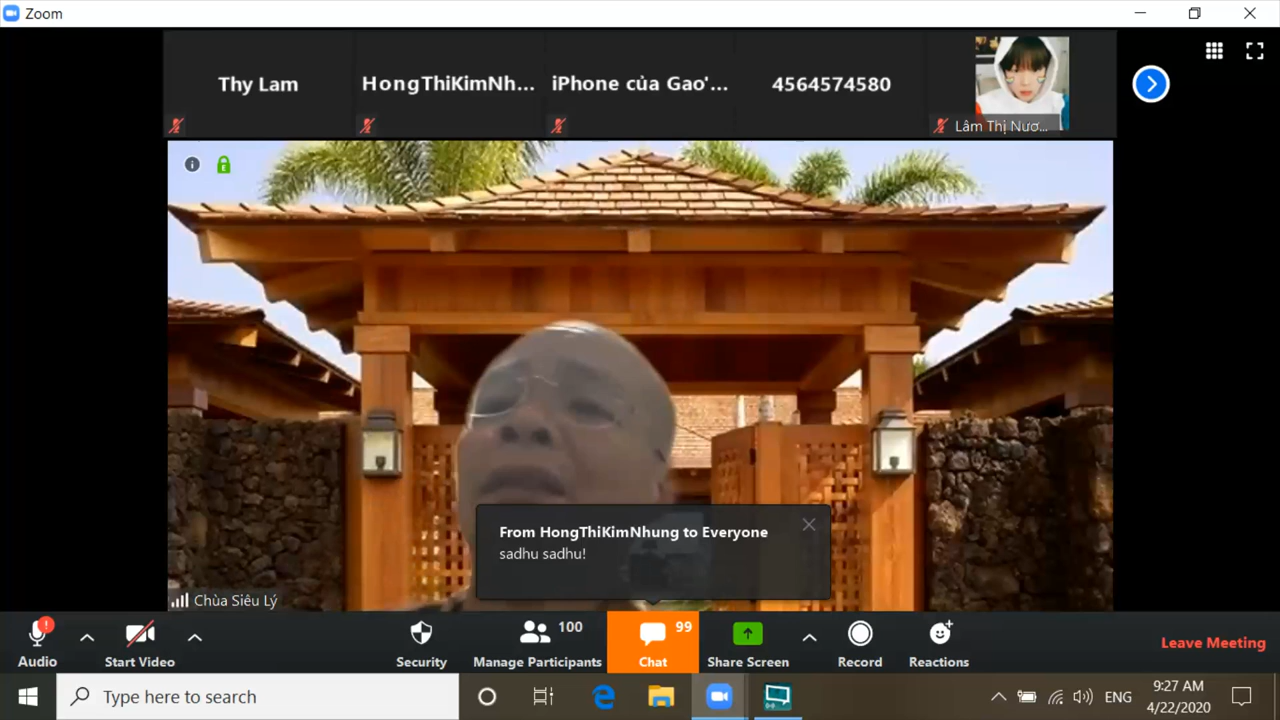 Zoom
Thy Lam
HongThiKimNh...
iPhone của Gao'...
4564574580
Lâm Thị Nươ...
From HongThiKimNhung to Everyone
sadhu sadhu!
Chùa Siêu Lý
100
99
Audio
Start Video
Security
Manage Participants
Chat
Share Screen
Record
Reactions
Leave Meeting
Type here to search
ENG
9:27 AM
4/22/2020